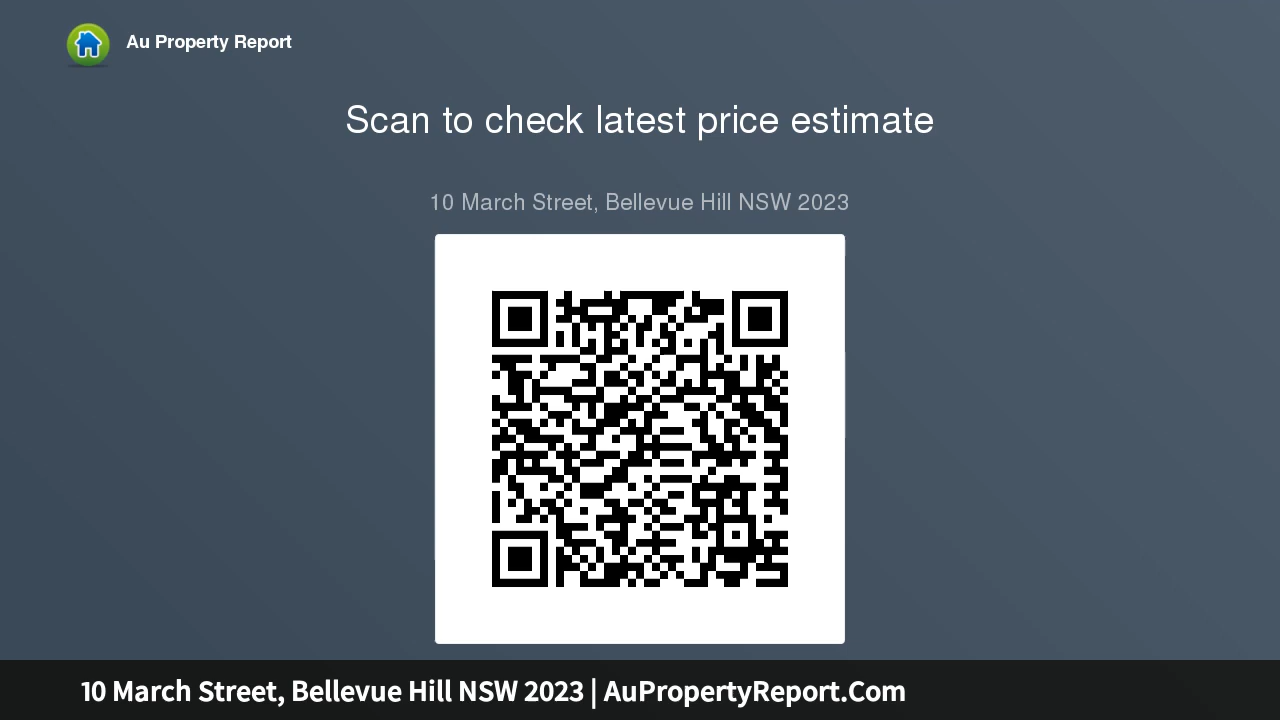 Au Property Report
Scan to check latest price estimate
10 March Street, Bellevue Hill NSW 2023
10 March Street, Bellevue Hill NSW 2023 | AuPropertyReport.Com